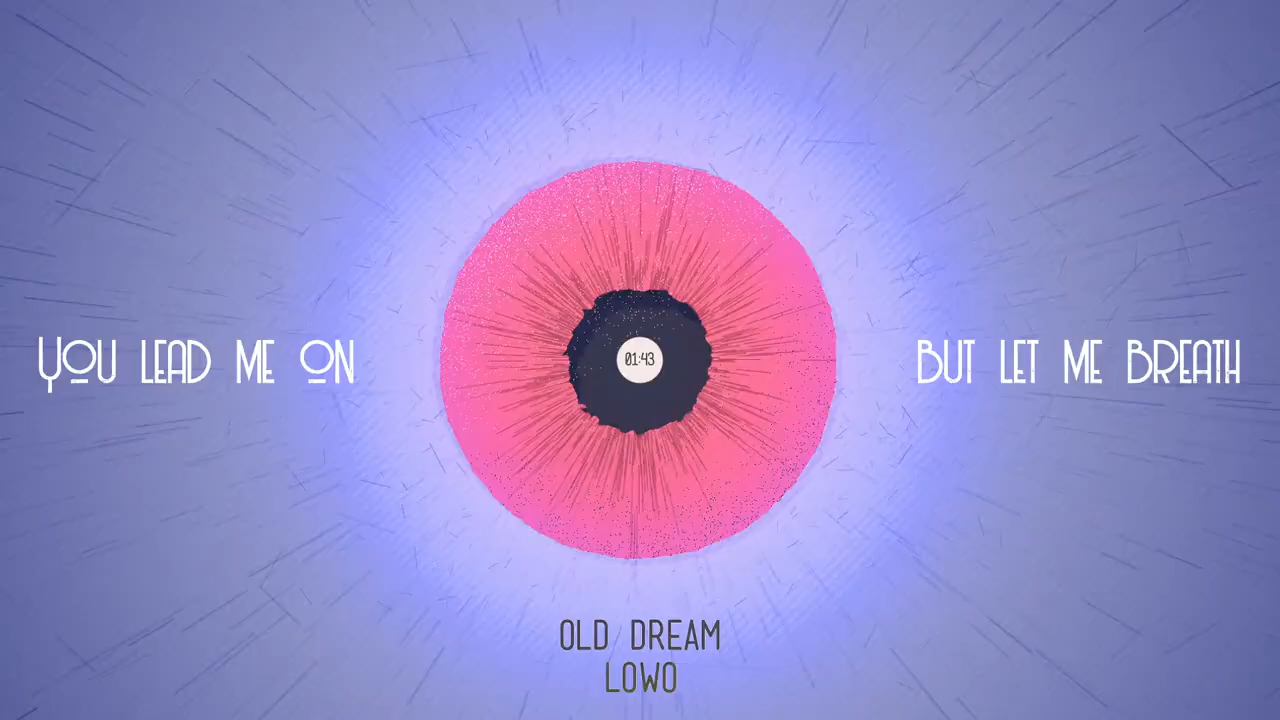 You lead me on
01:43
But let me Breath
OLD DREAM
LOWO